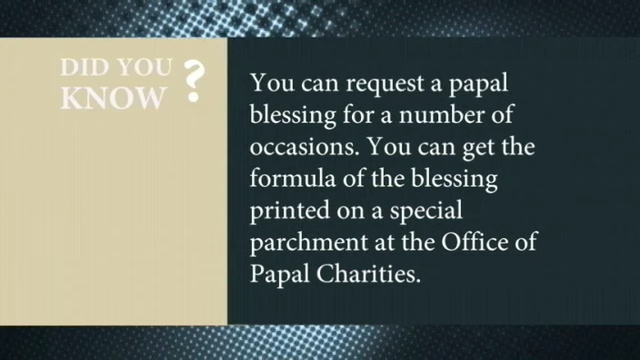 DID YOU
KNOW ?
You can request a papal
blessing for a number of
occasions. You can get the
formula of the blessing
printed on a special
parchment at the Office of
Papal Charities.